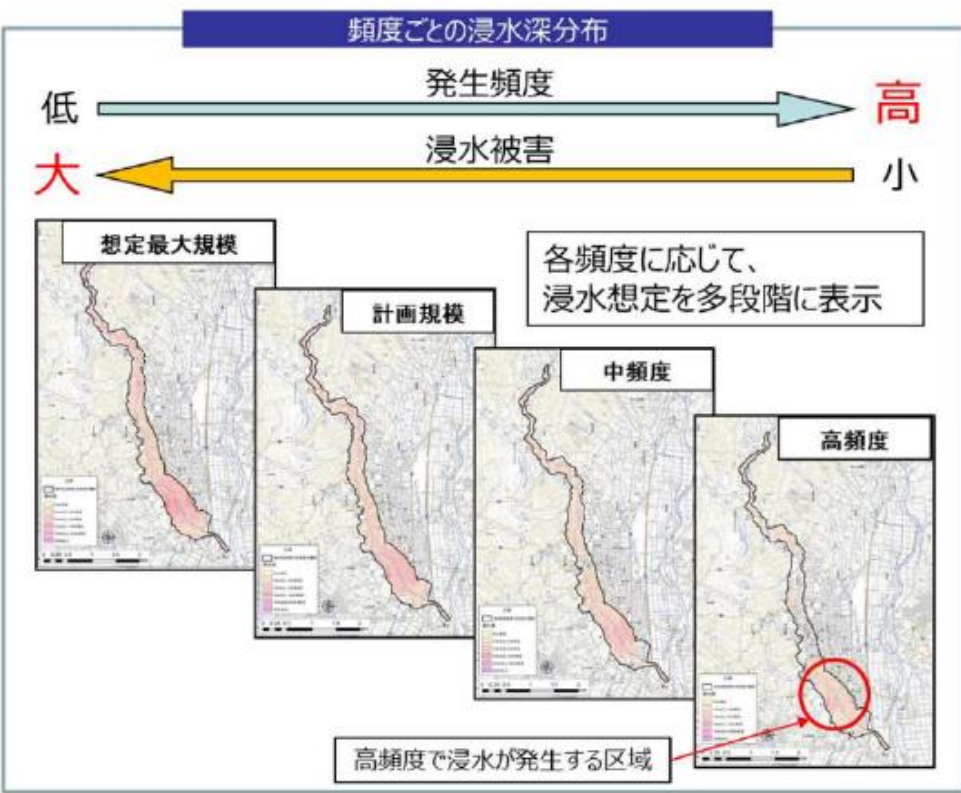 頻度ごとの浸水深分布
低 発生頻度 高
大 浸水被害 小
想定最大規模
各頻度に応じて、
浸水想定を多段階に表示
計画規模
中頻度
高頻度
高頻度で浸水が発生する区域